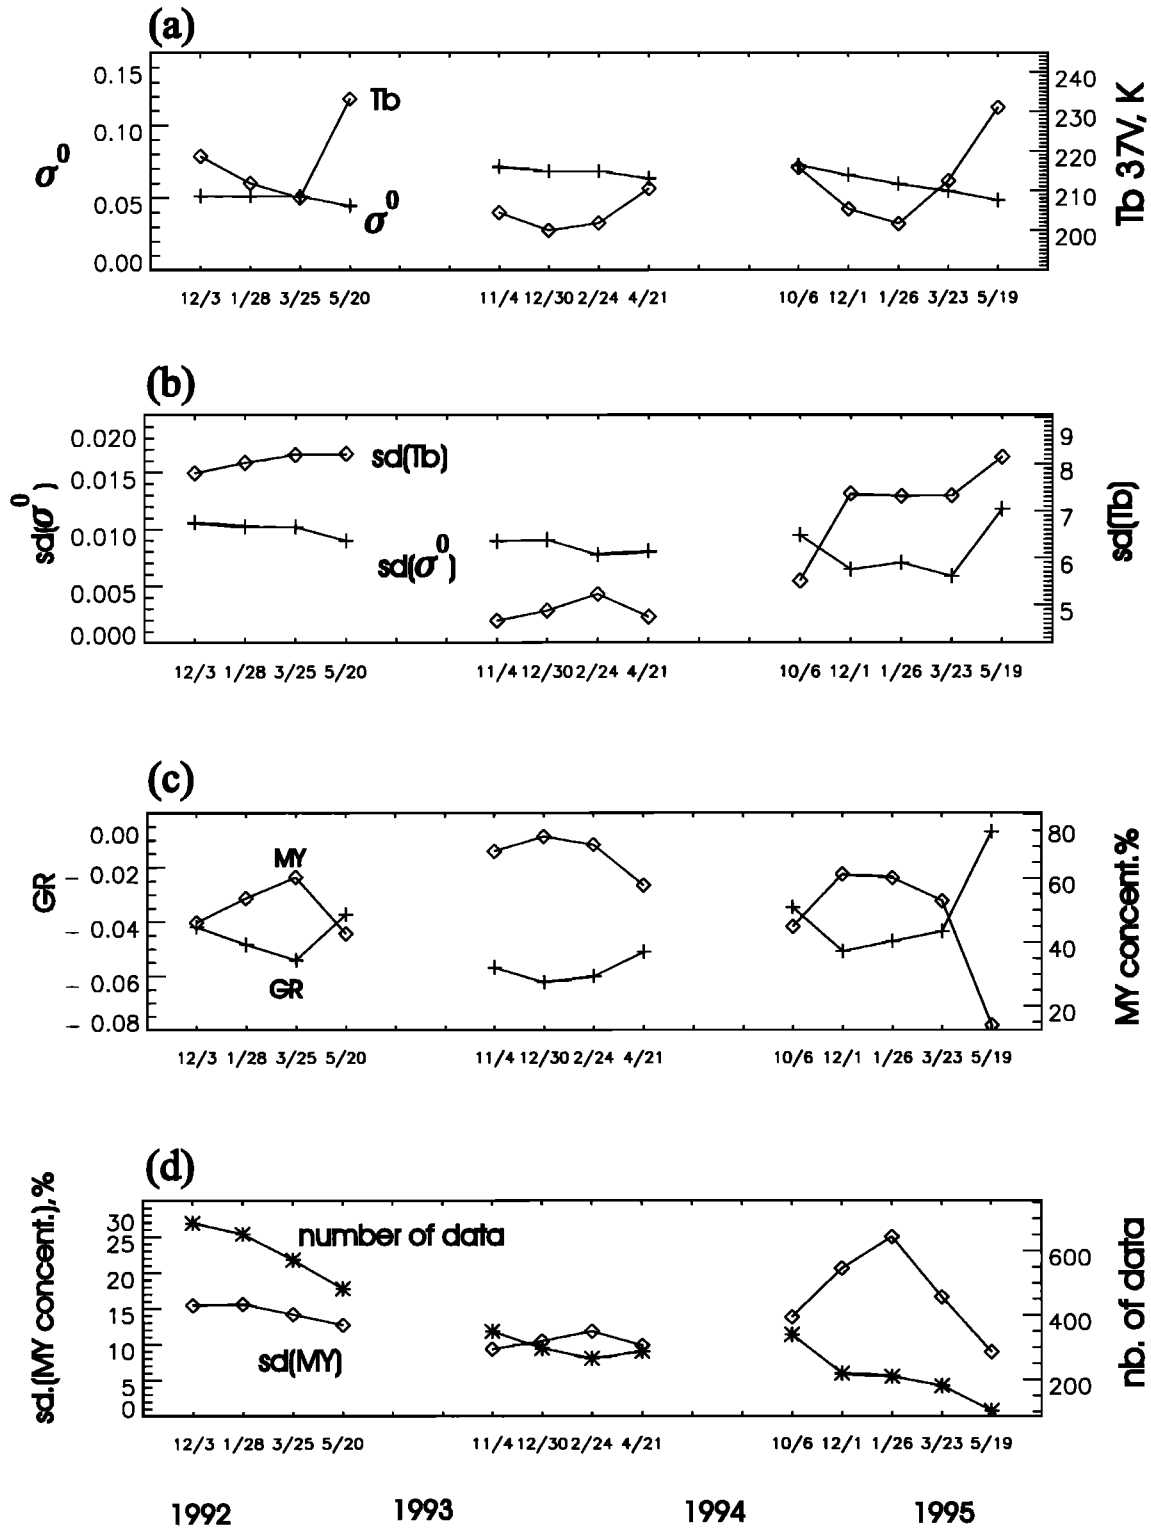 (a)
0.15
0.10
0.05
0.00
σ⁰
Tb
σ⁰
240
230
220
210
200
Tb 37V, K
12/3 1/28 3/25 5/20 11/4 12/30 2/24 4/21 10/6 12/1 1/26 3/23 5/19
(b)
0.020
0.015
0.010
0.005
0.000
sd(σ⁰)
sd(Tb)
sd(σ⁰)
9
8
7
6
5
sd(Tb)
12/3 1/28 3/25 5/20 11/4 12/30 2/24 4/21 10/6 12/1 1/26 3/23 5/19
(c)
0.00
− 0.02
− 0.04
− 0.06
− 0.08
GR
MY
GR
80
60
40
20
MY concent.%
12/3 1/28 3/25 5/20 11/4 12/30 2/24 4/21 10/6 12/1 1/26 3/23 5/19
(d)
30
25
20
15
10
5
0
sd.(MY concent.),%
number of data
sd(MY)
600
400
200
nb. of data
12/3 1/28 3/25 5/20 11/4 12/30 2/24 4/21 10/6 12/1 1/26 3/23 5/19
1992 1993 1994 1995